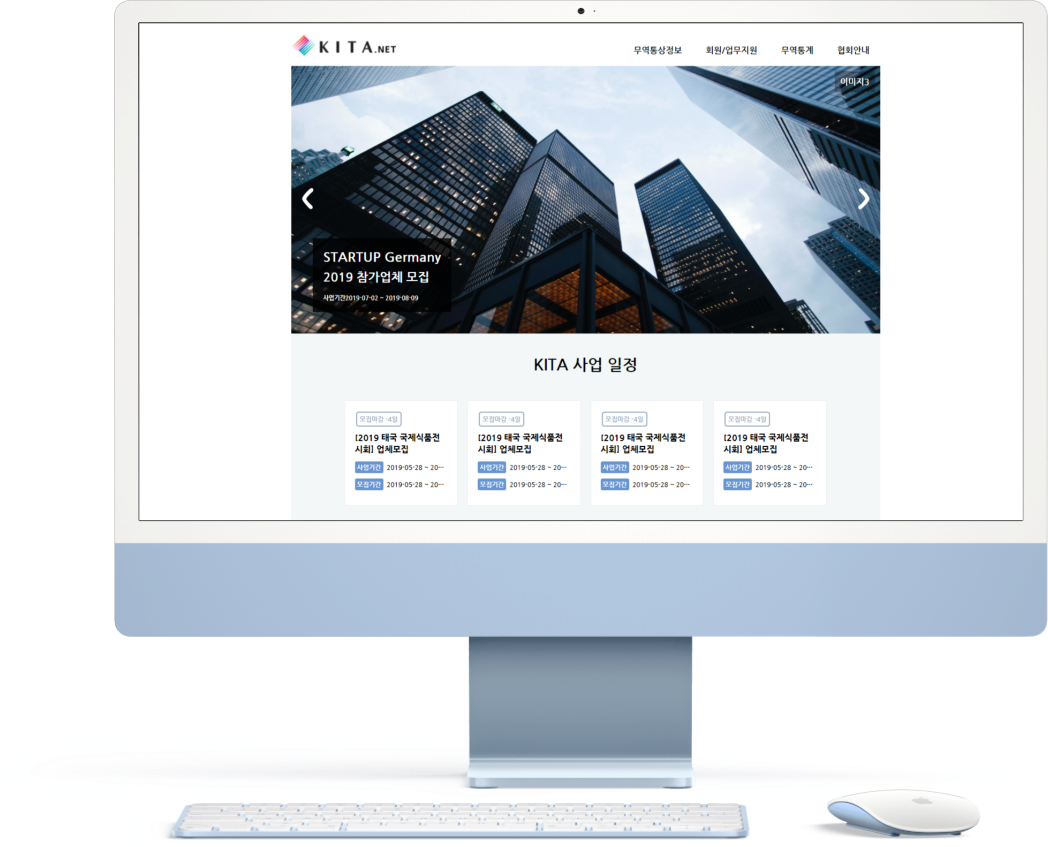 KITA.NET
무역통상정보 회원/업무지원 무역통계 협회안내
이미지3
STARTUP Germany
2019 참가업체 모집
사업기간2019-07-02 ~ 2019-08-09
KITA 사업 일정
모집마감 -4일 모집마감 -4일 모집마감 -4일 모집마감 -4일
[2019 태국 국제식품전 [2019 태국 국제식품전 [2019 태국 국제식품전 [2019 태국 국제식품전
시회] 업체모집 시회] 업체모집 시회] 업체모집 시회] 업체모집
사업기간 2019-05-28 ~ 20… 사업기간 2019-05-28 ~ 20… 사업기간 2019-05-28 ~ 20… 사업기간 2019-05-28 ~ 20…
모집기간 2019-05-28 ~ 20… 모집기간 2019-05-28 ~ 20… 모집기간 2019-05-28 ~ 20… 모집기간 2019-05-28 ~ 20…